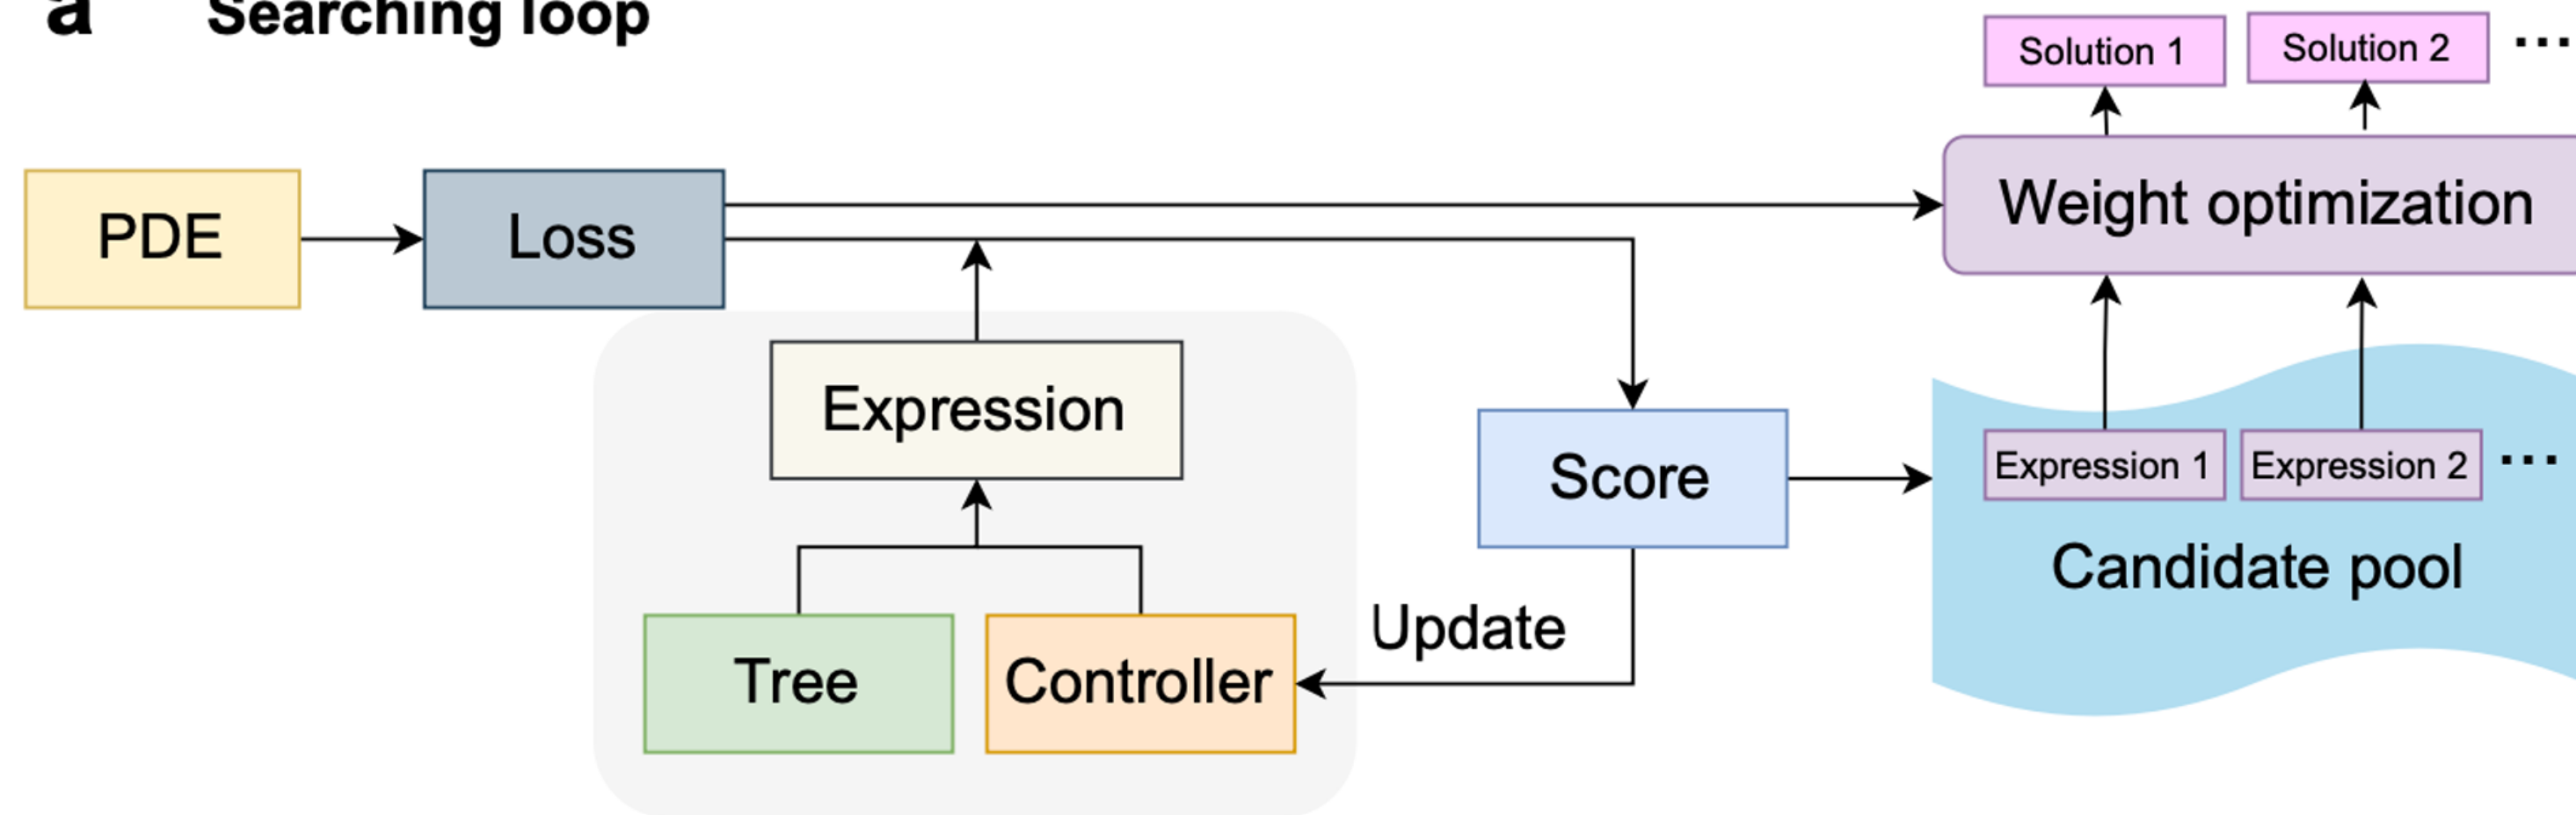 a Searching loop
Solution 1
Solution 2
...
PDE
Loss
Weight optimization
Expression
Score
Expression 1
Expression 2
...
Candidate pool
Update
Tree
Controller